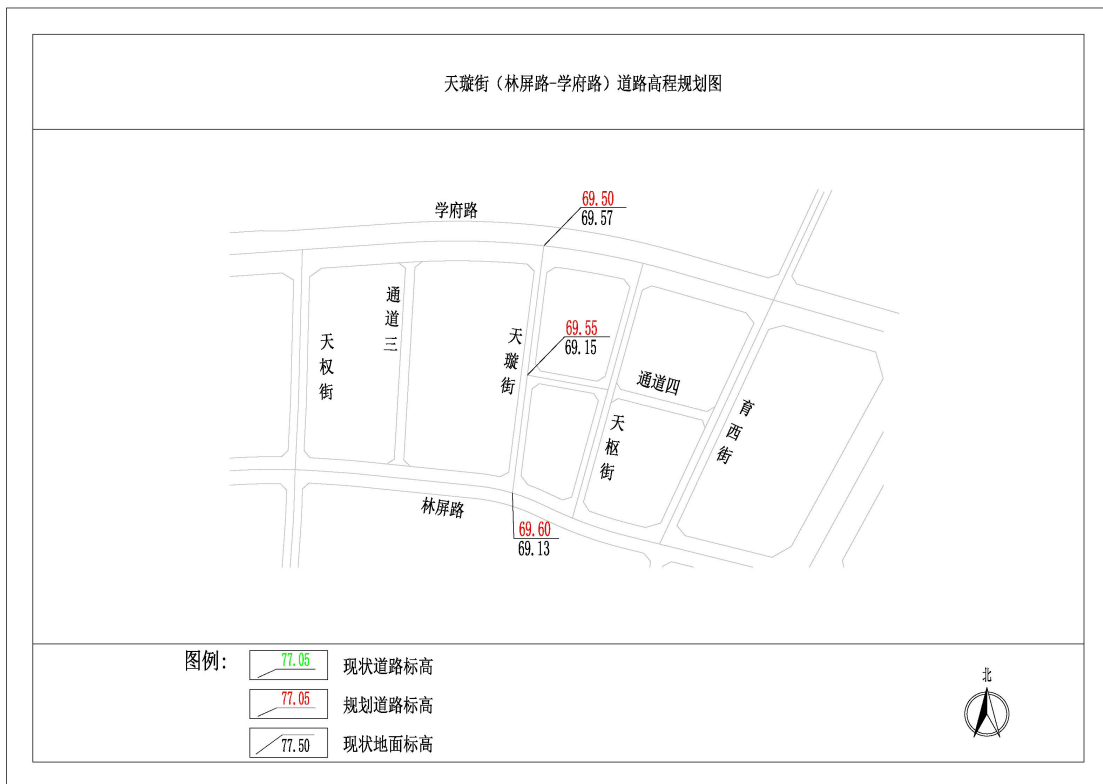 天璇街（林屏路-学府路）道路高程规划图
69.50
69.57
学府路
通道三
天权街
天璇街
69.55
69.15
通道四
天枢街
育西街
林屏路
69.60
69.13
图例：
77.05
现状道路标高
77.05
规划道路标高
77.50
现状地面标高
北